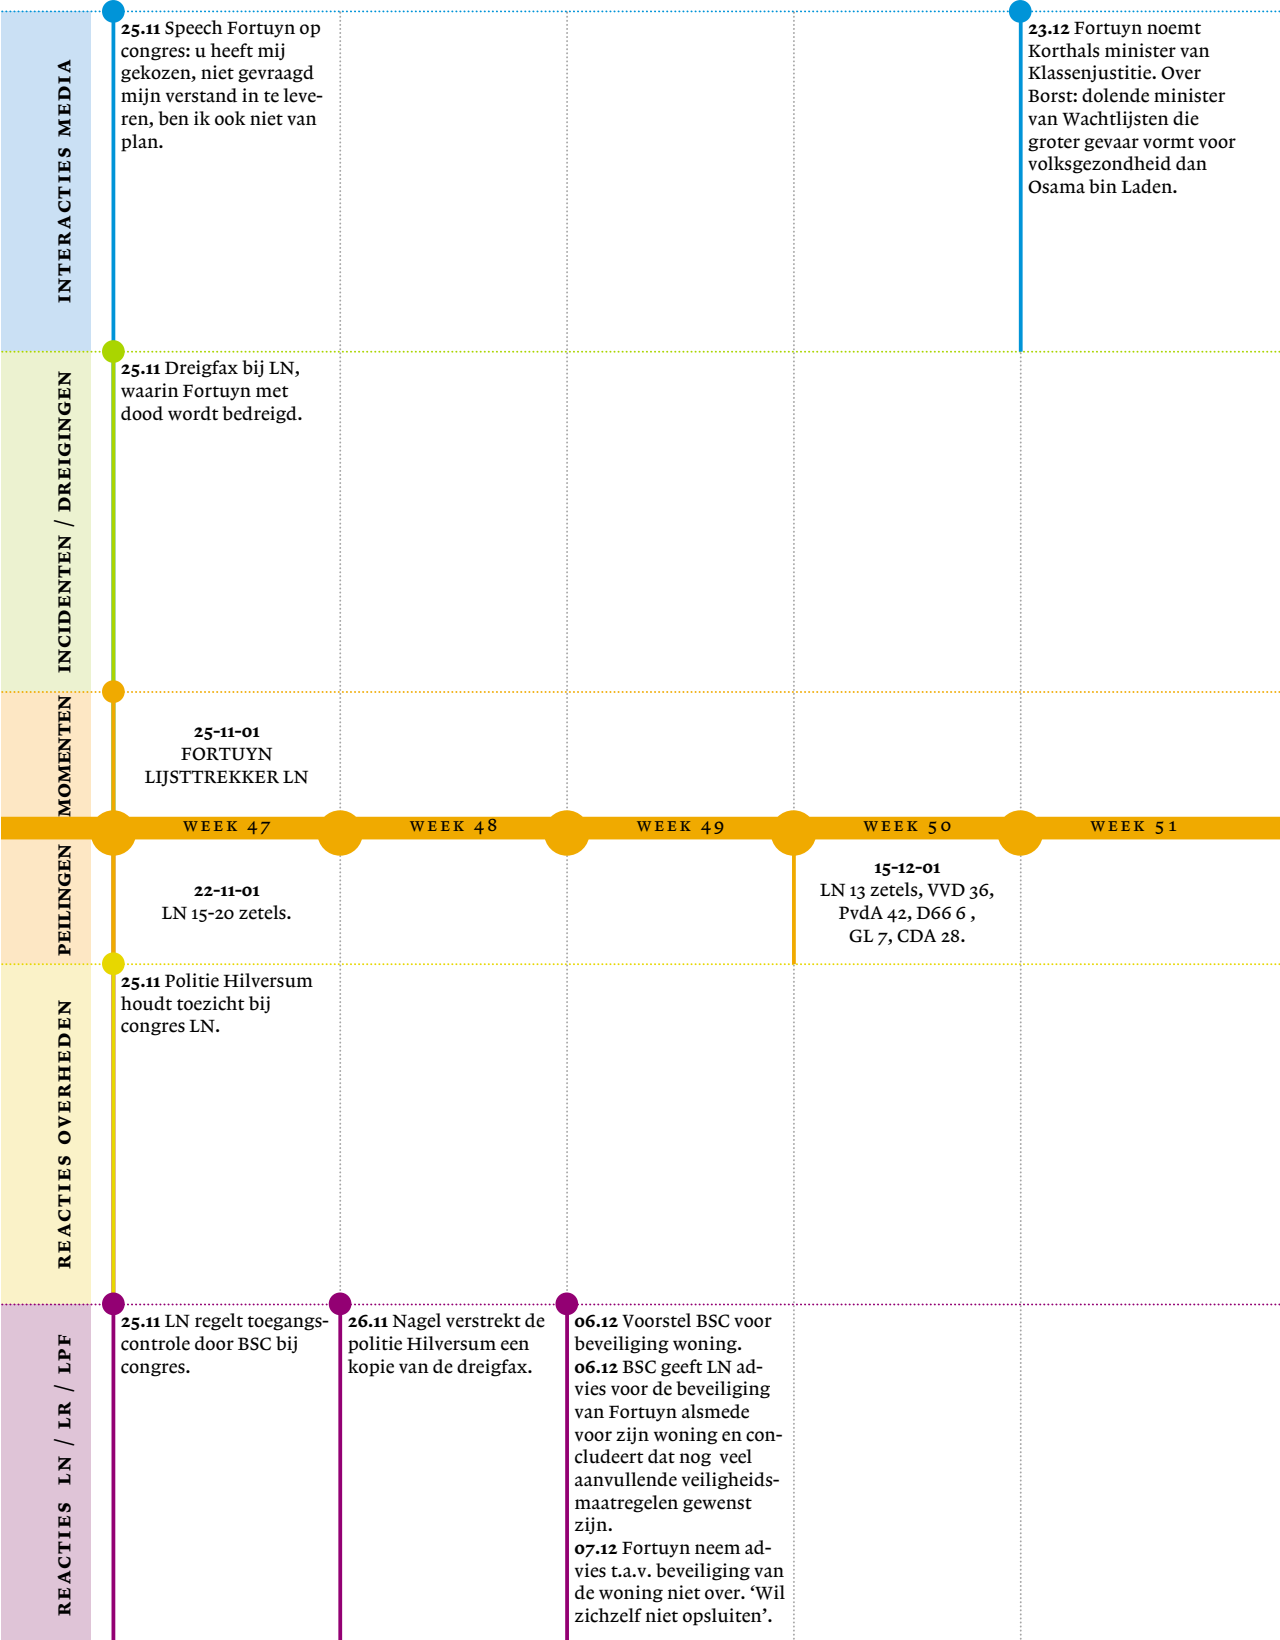 INTERACTIES MEDIA
25.11 Speech Fortuyn op
congres: u heeft mij
gekozen, niet gevraagd
mijn verstand in te leve-
ren, ben ik ook niet van
plan.
23.12 Fortuyn noemt
Korthals minister van
Klassenjustitie. Over
Borst: dolende minister
van Wachtlijsten die
groter gevaar vormt voor
volksgezondheid dan
Osama bin Laden.
INCIDENTEN / DREIGINGEN
25.11 Dreigfax bij LN,
waarin Fortuyn met
dood wordt bedreigd.
MOMENTEN
25-11-01
FORTUYN
LIJSTTREKKER LN
WEEK 47
WEEK 48
WEEK 49
WEEK 50
WEEK 51
PEILINGEN
22-11-01
LN 15-20 zetels.
15-12-01
LN 13 zetels, VVD 36,
PvdA 42, D66 6 ,
GL 7, CDA 28.
REACTIES OVERHEDEN
25.11 Politie Hilversum
houdt toezicht bij
congres LN.
REACTIES LN / LR / LPF
25.11 LN regelt toegangs-
controle door BSC bij
congres.
26.11 Nagel verstrekt de
politie Hilversum een
kopie van de dreigfax.
06.12 Voorstel BSC voor
beveiliging woning.
06.12 BSC geeft LN ad-
vies voor de beveiliging
van Fortuyn alsmede
voor zijn woning en con-
cludeert dat nog veel
aanvullende veiligheids-
maatregelen gewenst
zijn.
07.12 Fortuyn neem ad-
vies t.a.v. beveiliging van
de woning niet over. ‘Wil
zichzelf niet opsluiten’.